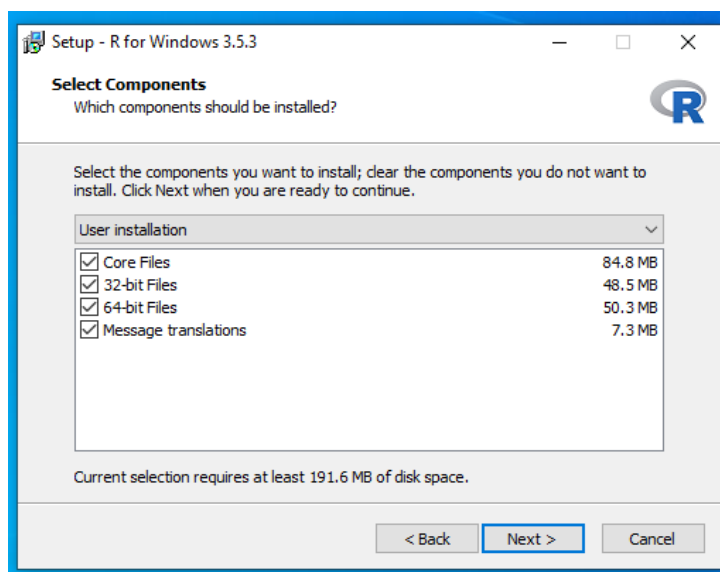 Setup - R for Windows 3.5.3
Select Components
Which components should be installed?
R
Select the components you want to install; clear the components you do not want to
install. Click Next when you are ready to continue.
User installation
Core Files 84.8 MB
32-bit Files 48.5 MB
64-bit Files 50.3 MB
Message translations 7.3 MB
Current selection requires at least 191.6 MB of disk space.
< Back Next > Cancel